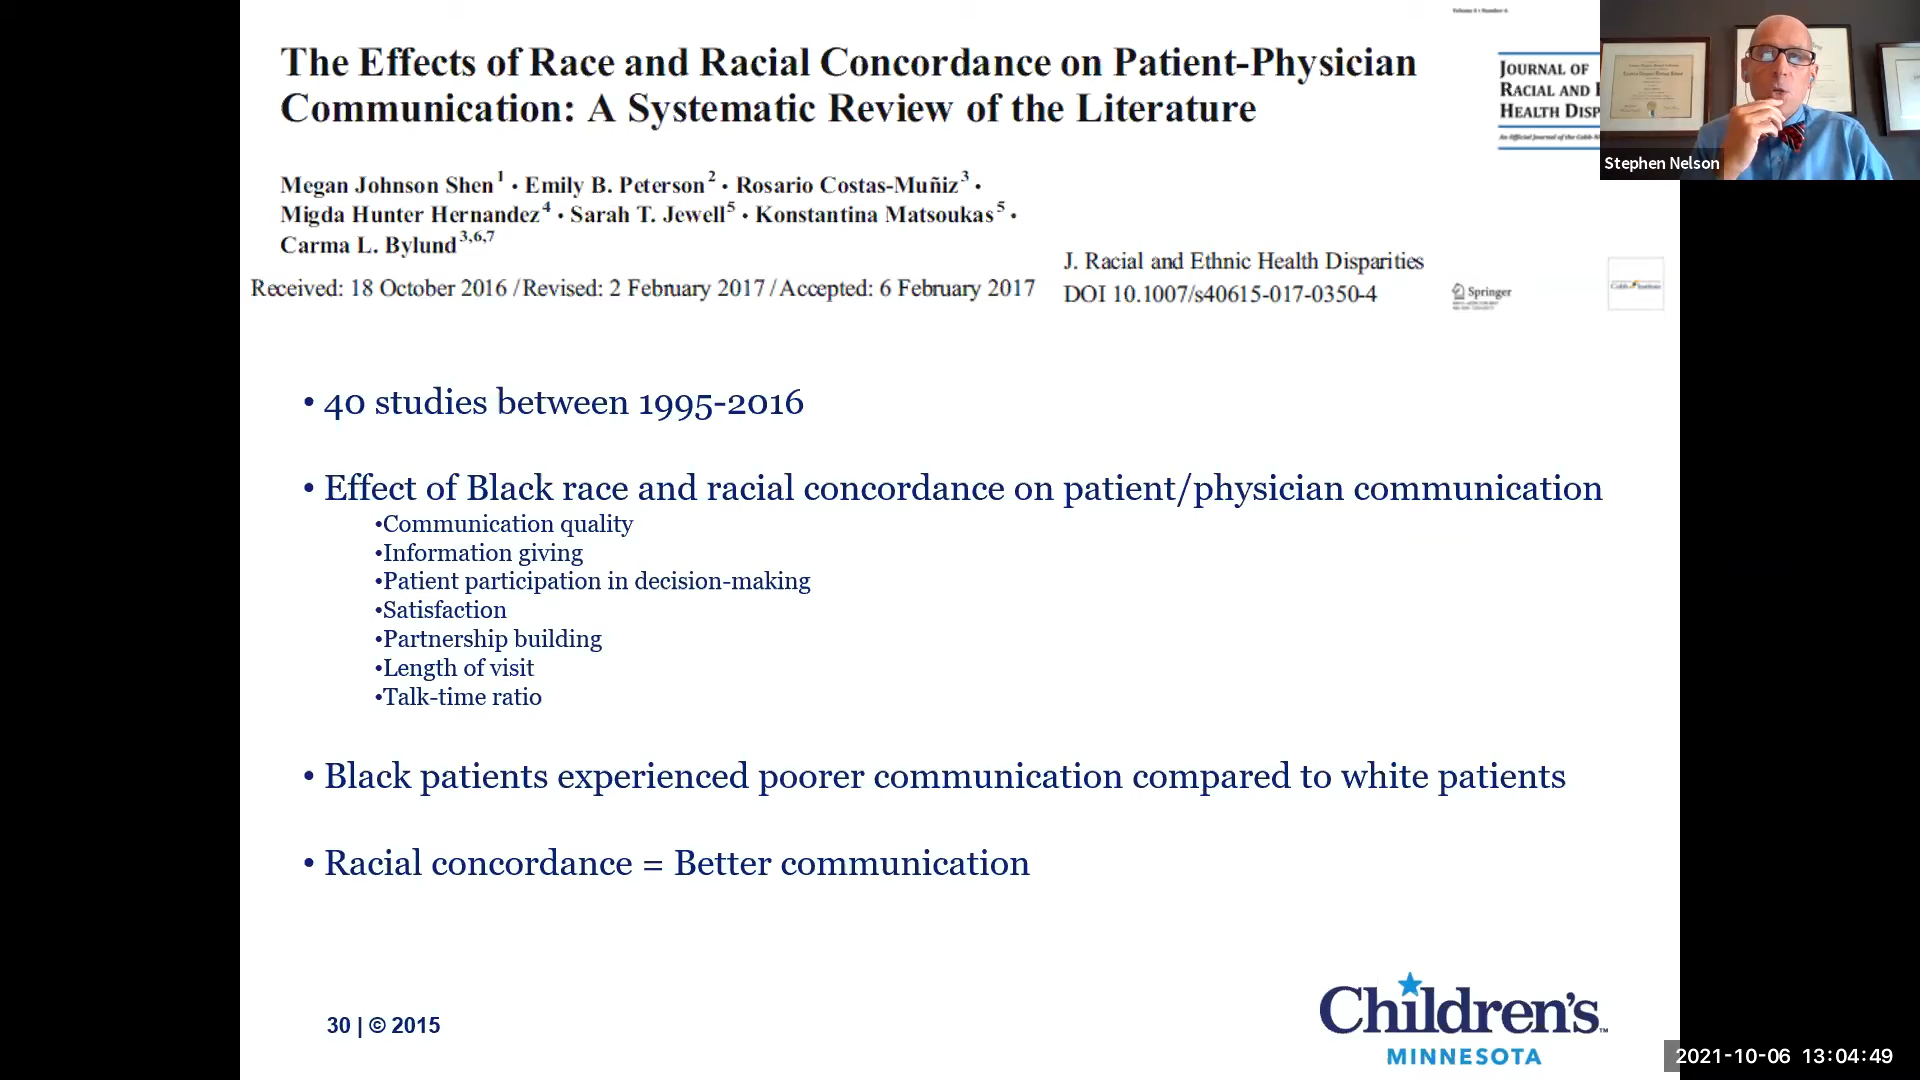 The Effects of Race and Racial Concordance on Patient-Physician
Communication: A Systematic Review of the Literature
JOURNAL OF
RACIAL AND
HEALTH DISP
Stephen Nelson
Megan Johnson Shen1 · Emily B. Peterson2 · Rosario Costas-Muñiz3 ·
Migda Hunter Hernandez4 · Sarah T. Jewell5 · Konstantina Matsoukas5 ·
Carma L. Bylund3,6,7
Received: 18 October 2016 / Revised: 2 February 2017 / Accepted: 6 February 2017
J. Racial and Ethnic Health Disparities
DOI 10.1007/s40615-017-0350-4
Springer
• 40 studies between 1995-2016
• Effect of Black race and racial concordance on patient/physician communication
•Communication quality
•Information giving
•Patient participation in decision-making
•Satisfaction
•Partnership building
•Length of visit
•Talk-time ratio
• Black patients experienced poorer communication compared to white patients
• Racial concordance = Better communication
30 | © 2015
Children's™
MINNESOTA
2021-10-06 13:04:49